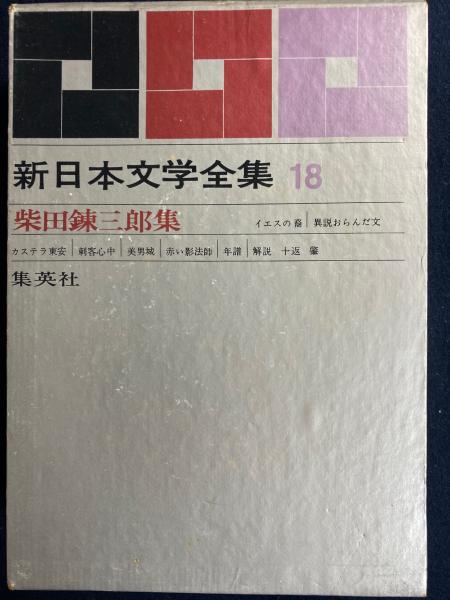 新日本文学全集 18
柴田錬三郎集 イエスの裔 | 異説おらんだ文
カステラ東安 | 刺客心中 | 美男城 | 赤い影法師 | 年譜 | 解説 十返 肇
集英社